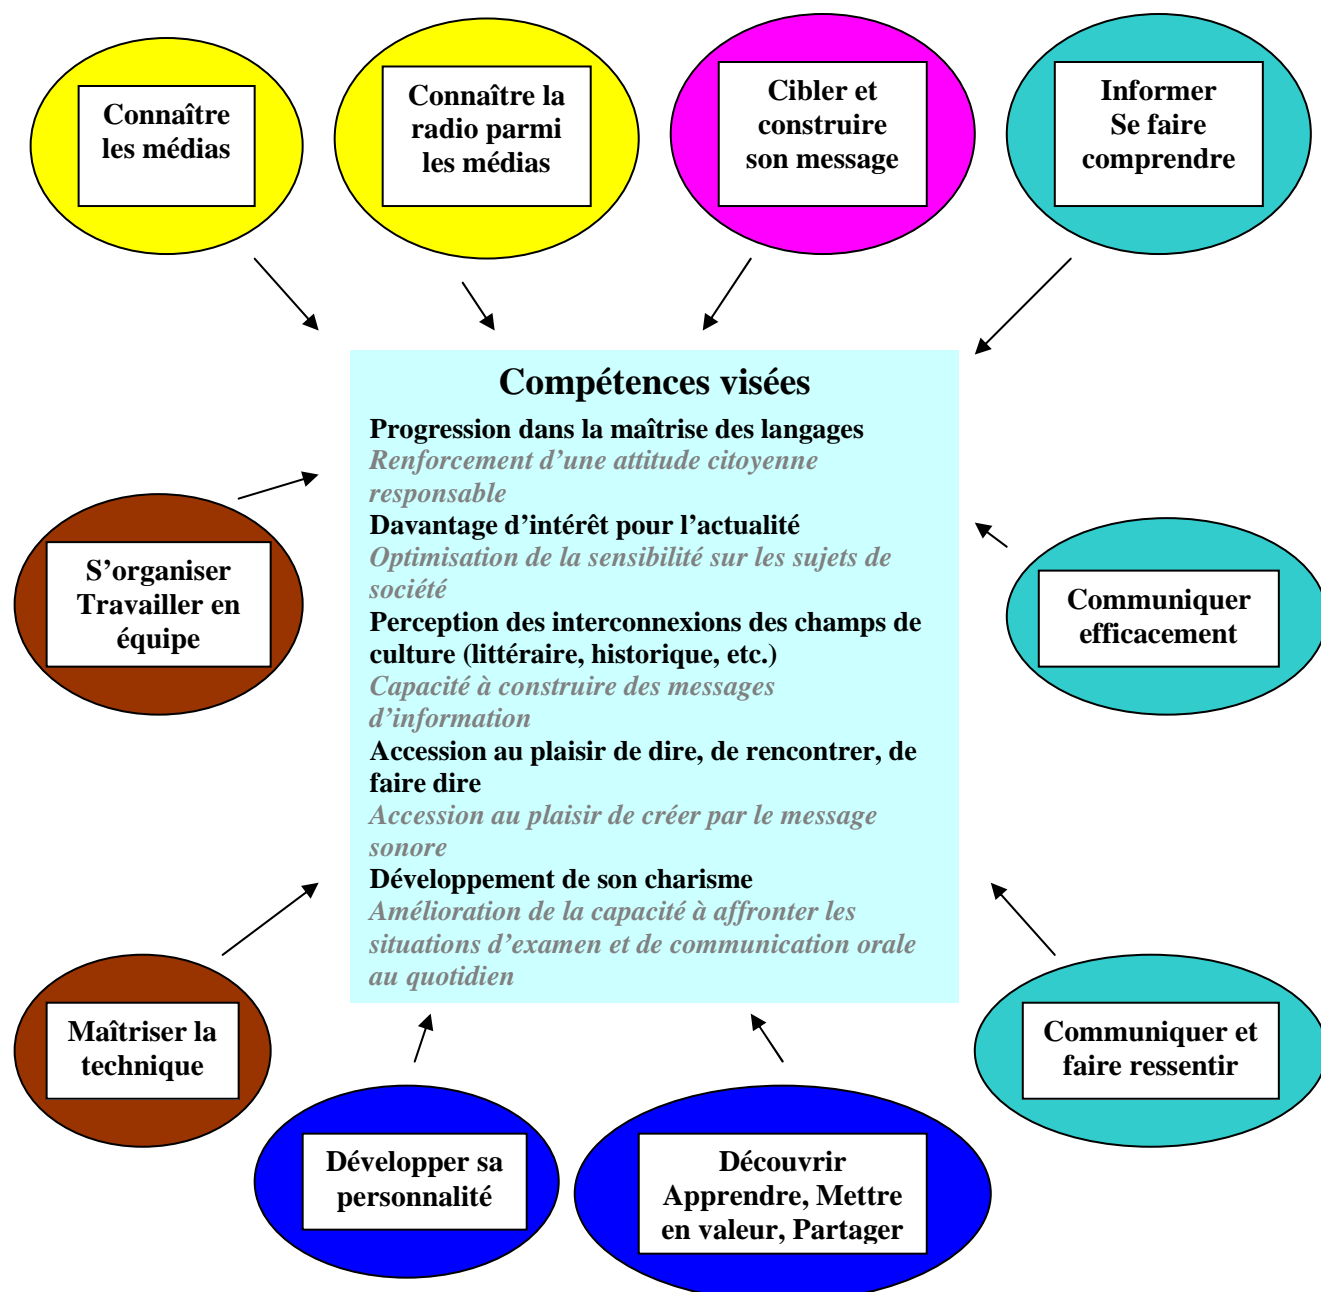 Connaître
les médias
Connaître la
radio parmi
les médias
Cibler et
construire
son message
Informer
Se faire
comprendre
Compétences visées
Progression dans la maîtrise des langages
Renforcement d’une attitude citoyenne
responsable
Davantage d’intérêt pour l’actualité
Optimisation de la sensibilité sur les sujets de
société
Perception des interconnexions des champs de
culture (littéraire, historique, etc.)
Capacité à construire des messages
d’information
Accession au plaisir de dire, de rencontrer, de
faire dire
Accession au plaisir de créer par le message
sonore
Développement de son charisme
Amélioration de la capacité à affronter les
situations d’examen et de communication orale
au quotidien
S’organiser
Travailler en
équipe
Communiquer
efficacement
Maîtriser la
technique
Communiquer et
faire ressentir
Développer sa
personnalité
Découvrir
Apprendre, Mettre
en valeur, Partager